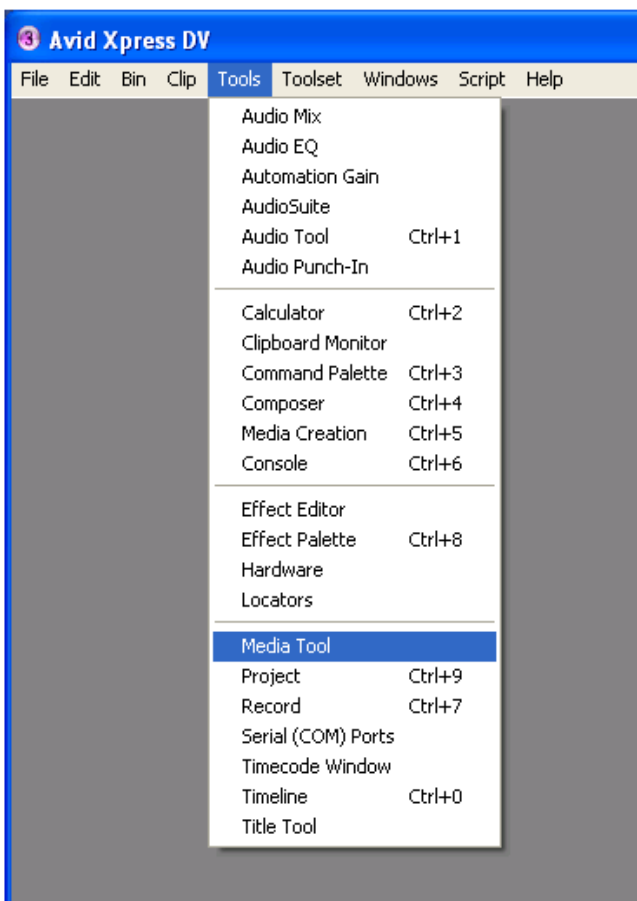 3 Avid Xpress DV
File Edit Bin Clip Tools Toolset Windows Script Help
Audio Mix
Audio EQ
Automation Gain
AudioSuite
Audio Tool Ctrl+1
Audio Punch-In
Calculator Ctrl+2
Clipboard Monitor
Command Palette Ctrl+3
Composer Ctrl+4
Media Creation Ctrl+5
Console Ctrl+6
Effect Editor
Effect Palette Ctrl+8
Hardware
Locators
Media Tool
Project Ctrl+9
Record Ctrl+7
Serial (COM) Ports
Timecode Window
Timeline Ctrl+0
Title Tool